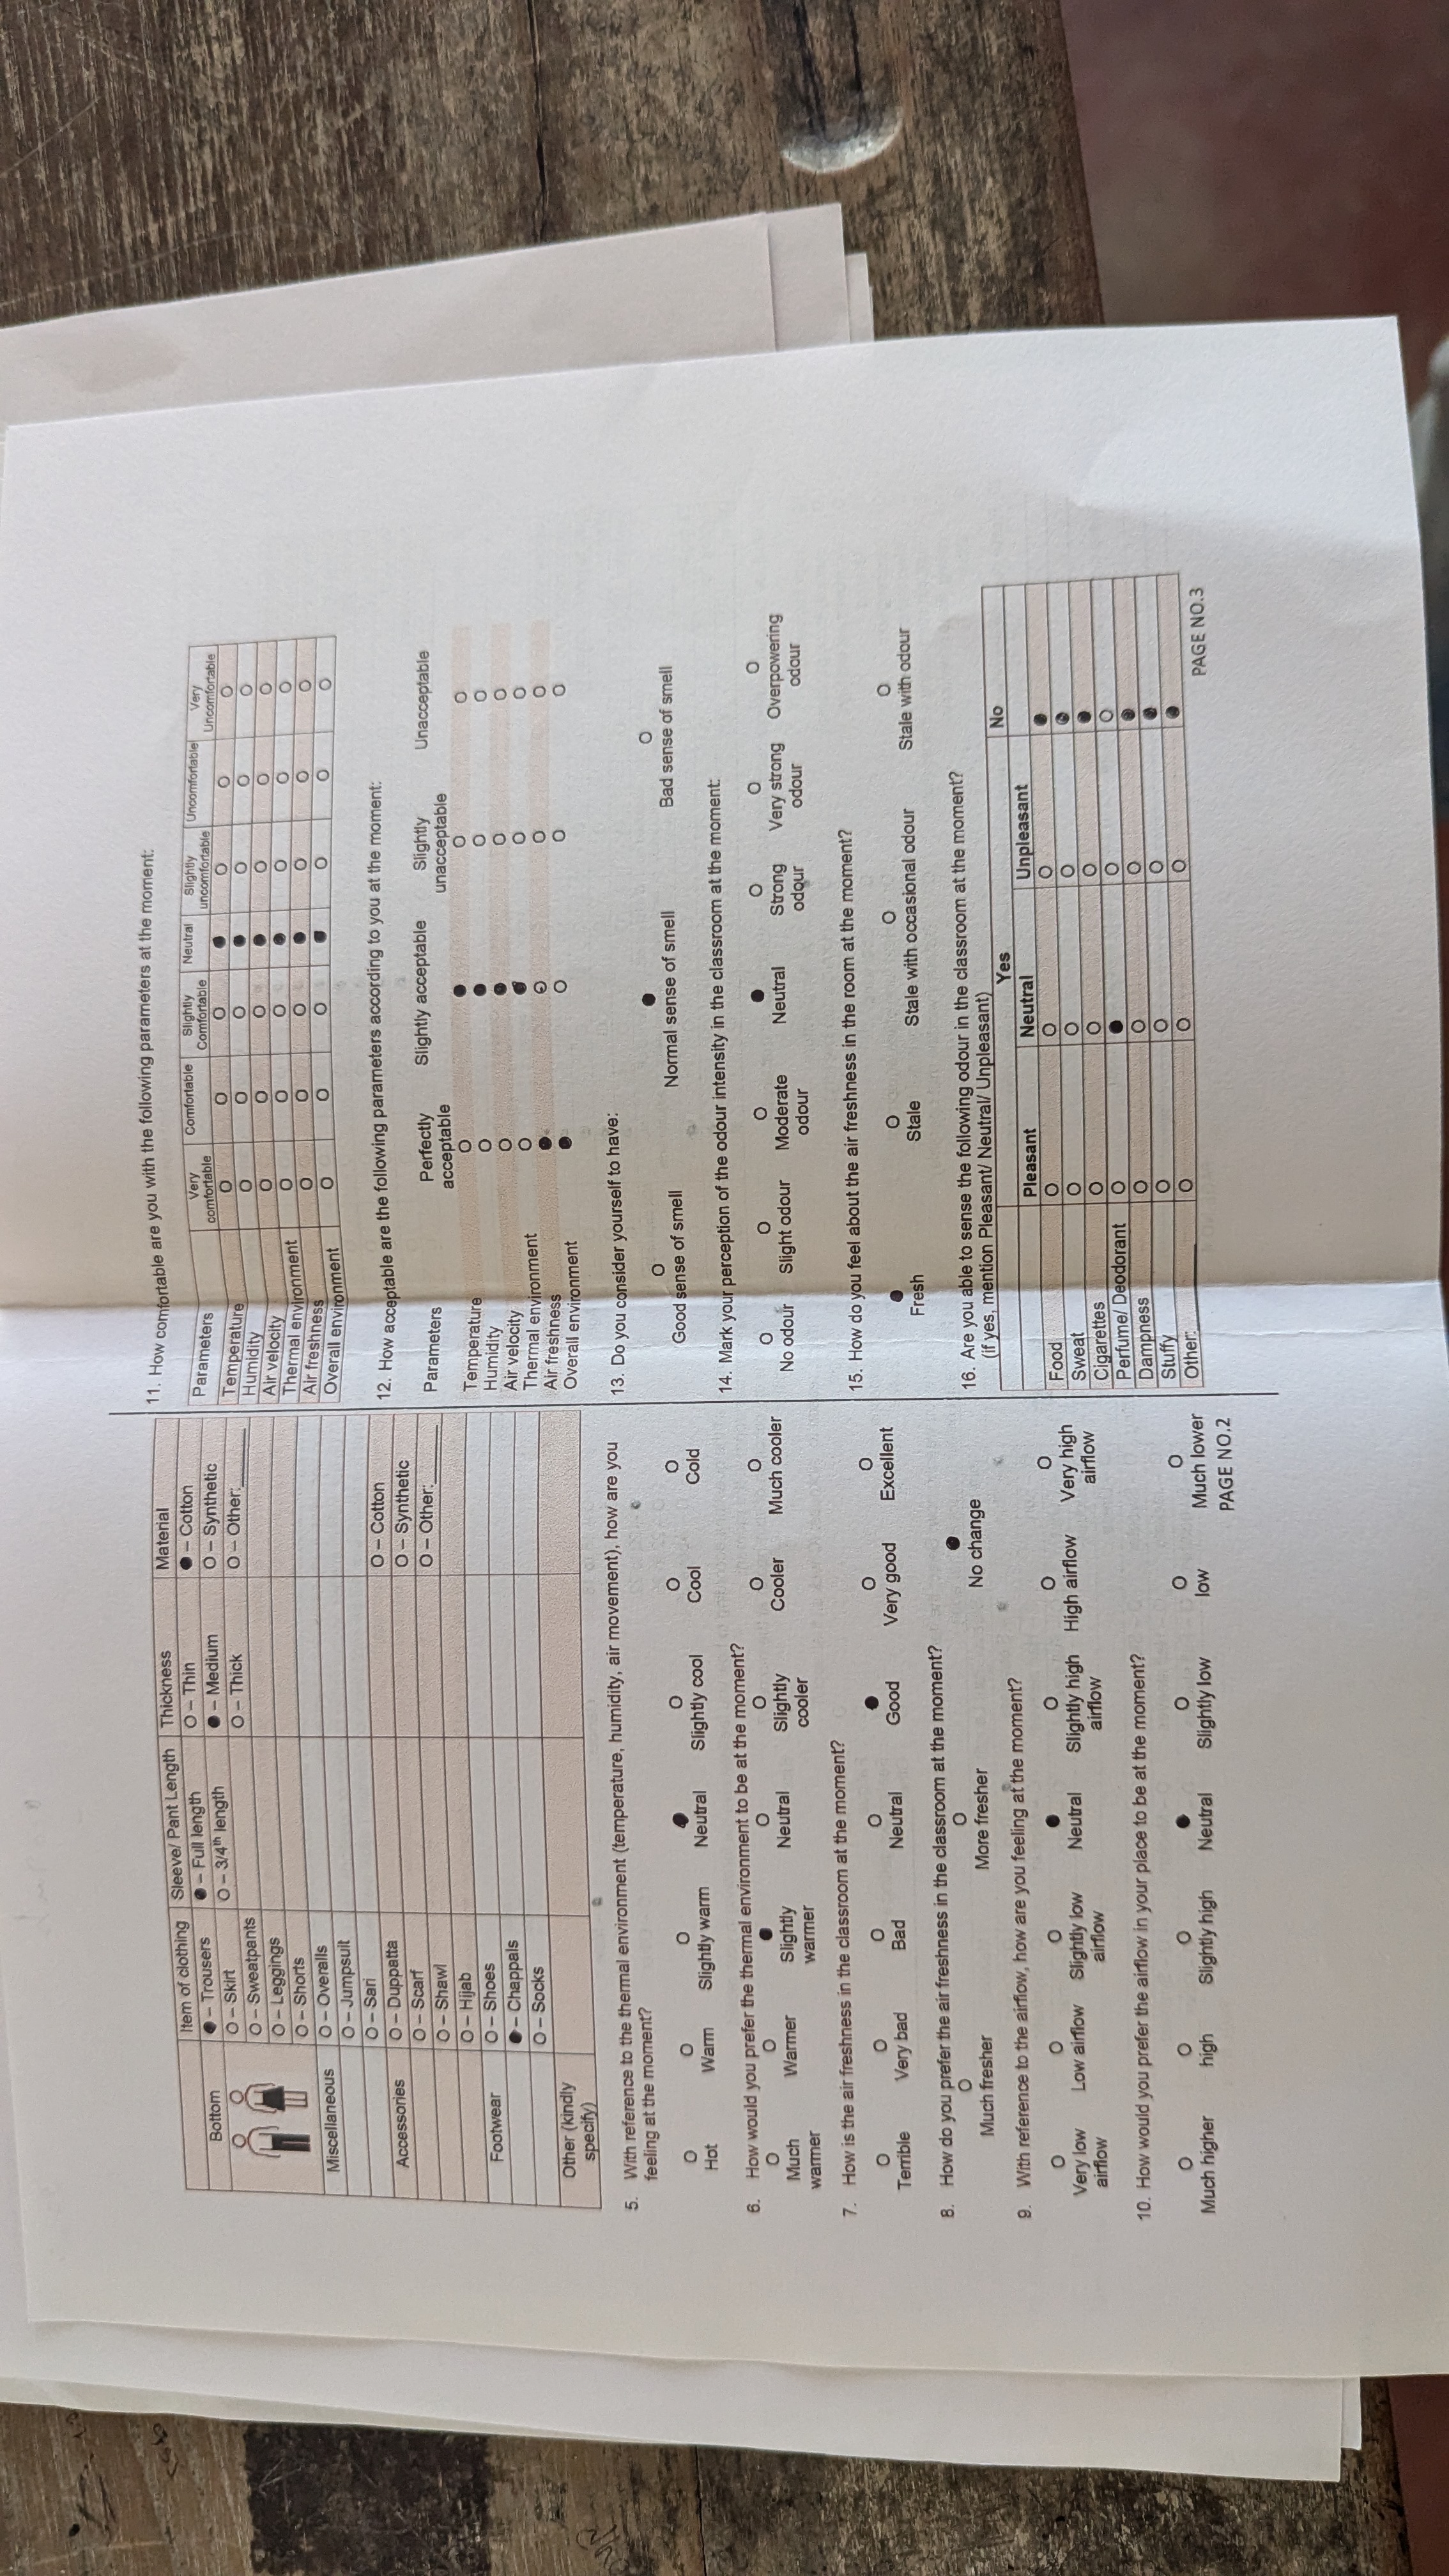 Item of clothing Sleeve/ Pant Length Thickness Material
Bottom ● – Trousers ● – Full length O – Thin ● – Cotton
O – Skirt O – 3/4th length ● – Medium O – Synthetic
O – Sweatpants O – Thick O – Other:______
O – Leggings
O – Shorts
Miscellaneous O – Overalls
O – Jumpsuit
O – Sari
Accessories O – Duppatta O – Cotton
O – Scarf O – Synthetic
O – Shawl O – Other:______
O – Hijab
Footwear O – Shoes
● – Chappals
O – Socks
Other (kindly
specify)
5. With reference to the thermal environment (temperature, humidity, air movement), how are you
feeling at the moment?
O O O ● O O O
Hot Warm Slightly warm Neutral Slightly cool Cool Cold
6. How would you prefer the thermal environment to be at the moment?
O O ● O O O O
Much Warmer Slightly Neutral Slightly Cooler Much cooler
warmer warmer cooler
7. How is the air freshness in the classroom at the moment?
O O O O ● O O
Terrible Very bad Bad Neutral Good Very good Excellent
8. How do you prefer the air freshness in the classroom at the moment?
O O ●
Much fresher More fresher No change
9. With reference to the airflow, how are you feeling at the moment?
O O O ● O O O
Very low Low airflow Slightly low Neutral Slightly high High airflow Very high
airflow airflow airflow airflow
10. How would you prefer the airflow in your place to be at the moment?
O O O ● O O O
Much higher high Slightly high Neutral Slightly low low Much lower
PAGE NO.2
11. How comfortable are you with the following parameters at the moment:
Parameters Very Comfortable Slightly Neutral Slightly Uncomfortable Very
comfortable Comfortable uncomfortable Uncomfortable
Temperature O O O ● O O O
Humidity O O O ● O O O
Air velocity O O O ● O O O
Thermal environment O O O ● O O O
Air freshness O O O ● O O O
Overall environment O O O ● O O O
12. How acceptable are the following parameters according to you at the moment:
Parameters Perfectly Slightly acceptable Slightly Unacceptable
acceptable unacceptable
Temperature O ● O O
Humidity O ● O O
Air velocity O ● O O
Thermal environment O ● O O
Air freshness ● O O O
Overall environment ● O O O
13. Do you consider yourself to have:
O ● O
Good sense of smell Normal sense of smell Bad sense of smell
14. Mark your perception of the odour intensity in the classroom at the moment:
O O O ● O O O
No odour Slight odour Moderate Neutral Strong Very strong Overpowering
odour odour odour odour
15. How do you feel about the air freshness in the room at the moment?
● O O O
Fresh Stale Stale with occasional odour Stale with odour
16. Are you able to sense the following odour in the classroom at the moment?
(if yes, mention Pleasant/ Neutral/ Unpleasant)
Yes No
Pleasant Neutral Unpleasant
Food O O O ●
Sweat O O O ●
Cigarettes O O O ●
Perfume/ Deodorant O ● O O
Dampness O O O ●
Stuffy O O O ●
Other:________ O O O ●
PAGE NO.3